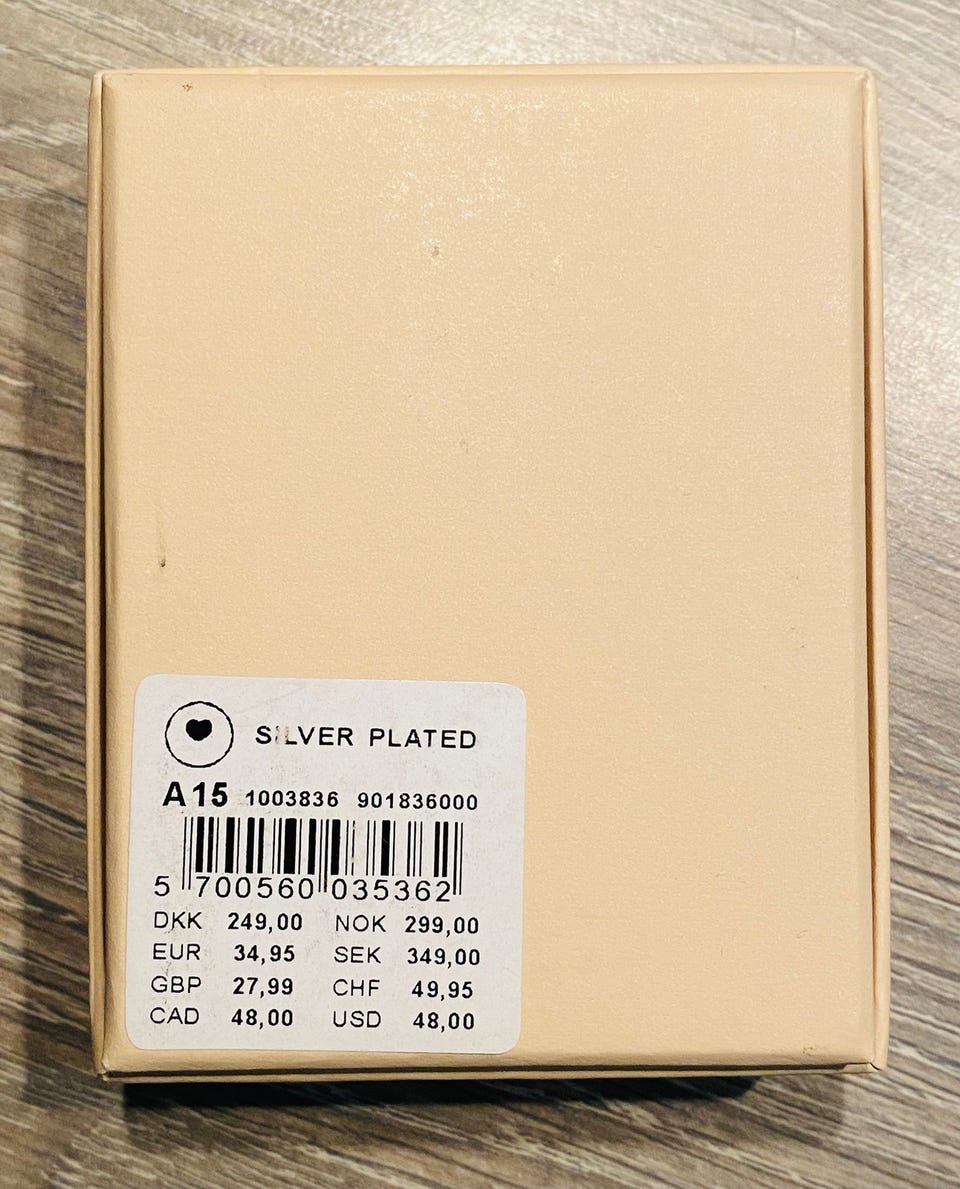 SILVER PLATED
A15 1003836 901836000
5 700560 035362
DKK 249,00 NOK 299,00
EUR 34,95 SEK 349,00
GBP 27,99 CHF 49,95
CAD 48,00 USD 48,00